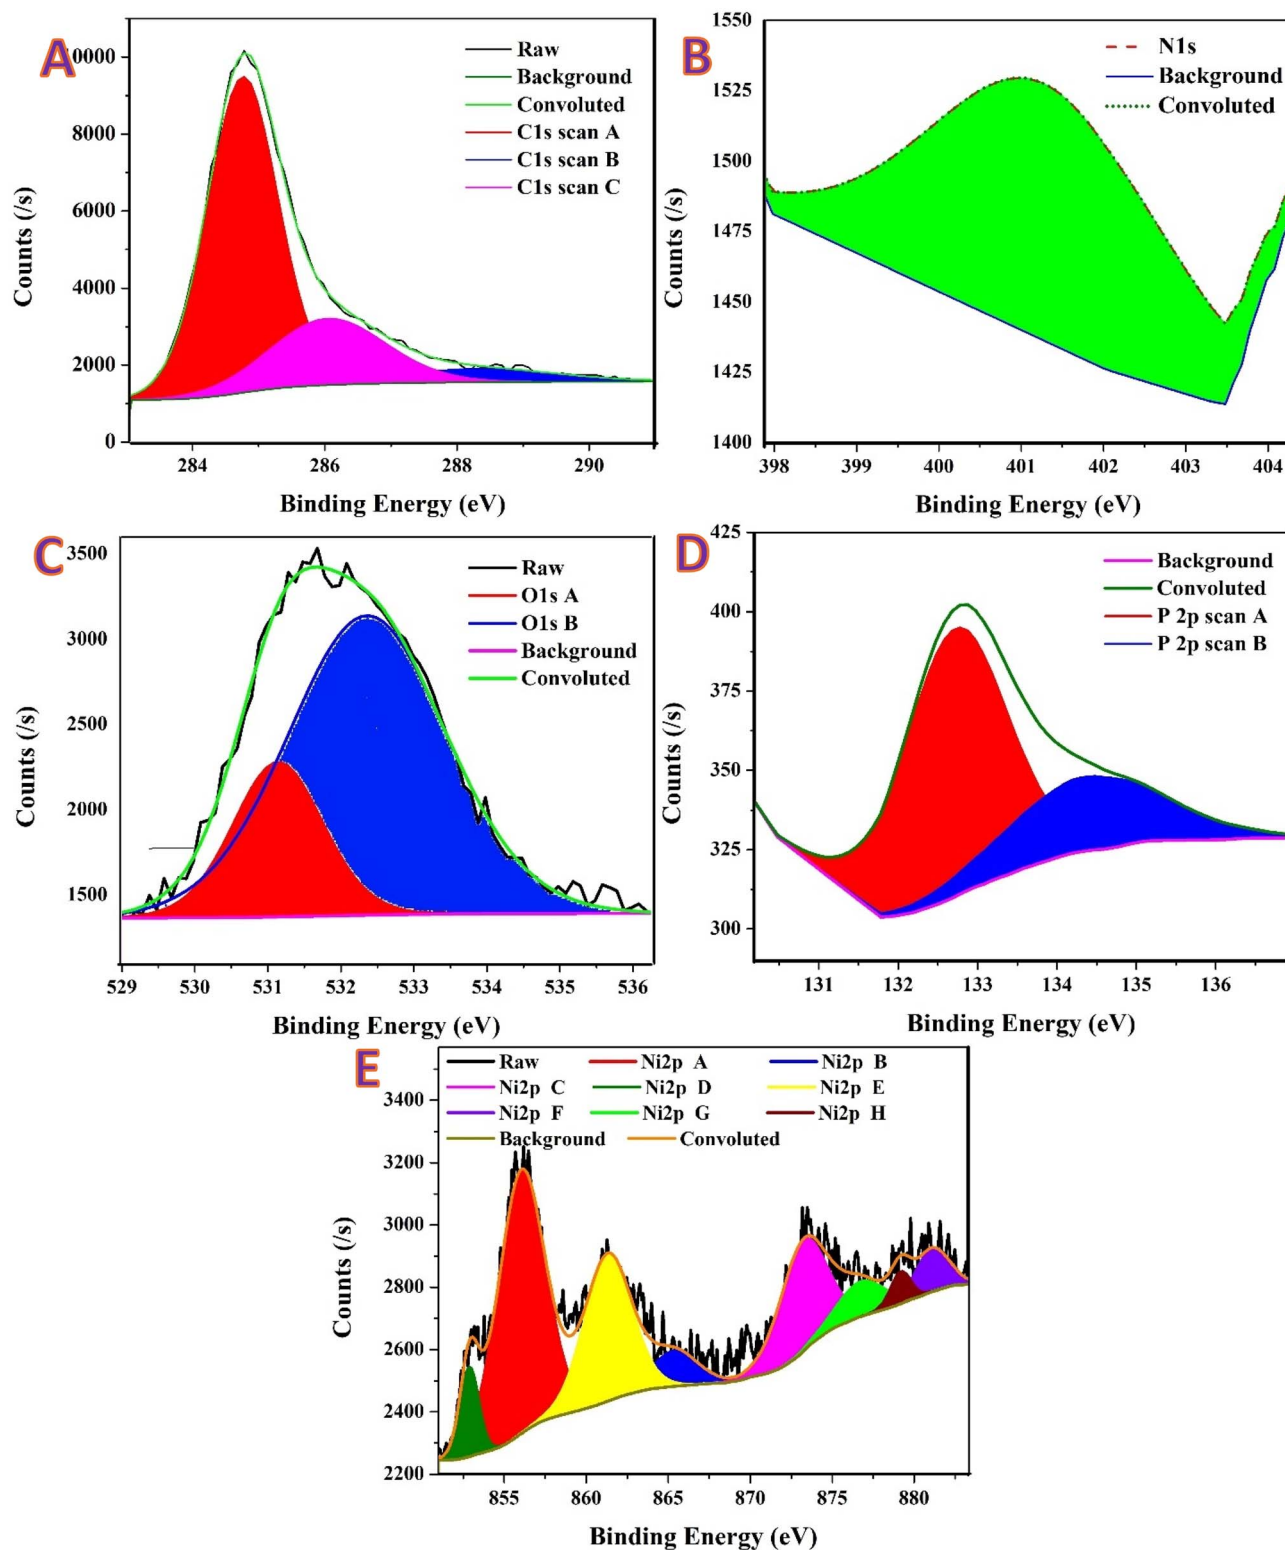 A
10000
8000
6000
4000
2000
0
284
286
288
290
Counts (/s)
Binding Energy (eV)
Raw
Background
Convoluted
C1s scan A
C1s scan B
C1s scan C
B
1550
1525
1500
1475
1450
1425
1400
398
399
400
401
402
403
404
Counts (/s)
Binding Energy (eV)
N1s
Background
Convoluted
C
3500
3000
2500
2000
1500
529
530
531
532
533
534
535
536
Counts (/s)
Binding Energy (eV)
Raw
O1s A
O1s B
Background
Convoluted
D
425
400
375
350
325
300
131
132
133
134
135
136
Counts (/s)
Binding Energy (eV)
Background
Convoluted
P 2p scan A
P 2p scan B
E
3400
3200
3000
2800
2600
2400
2200
855
860
865
870
875
880
Counts (/s)
Binding Energy (eV)
Raw Ni2p A Ni2p B
Ni2p C Ni2p D Ni2p E
Ni2p F Ni2p G Ni2p H
Background Convoluted